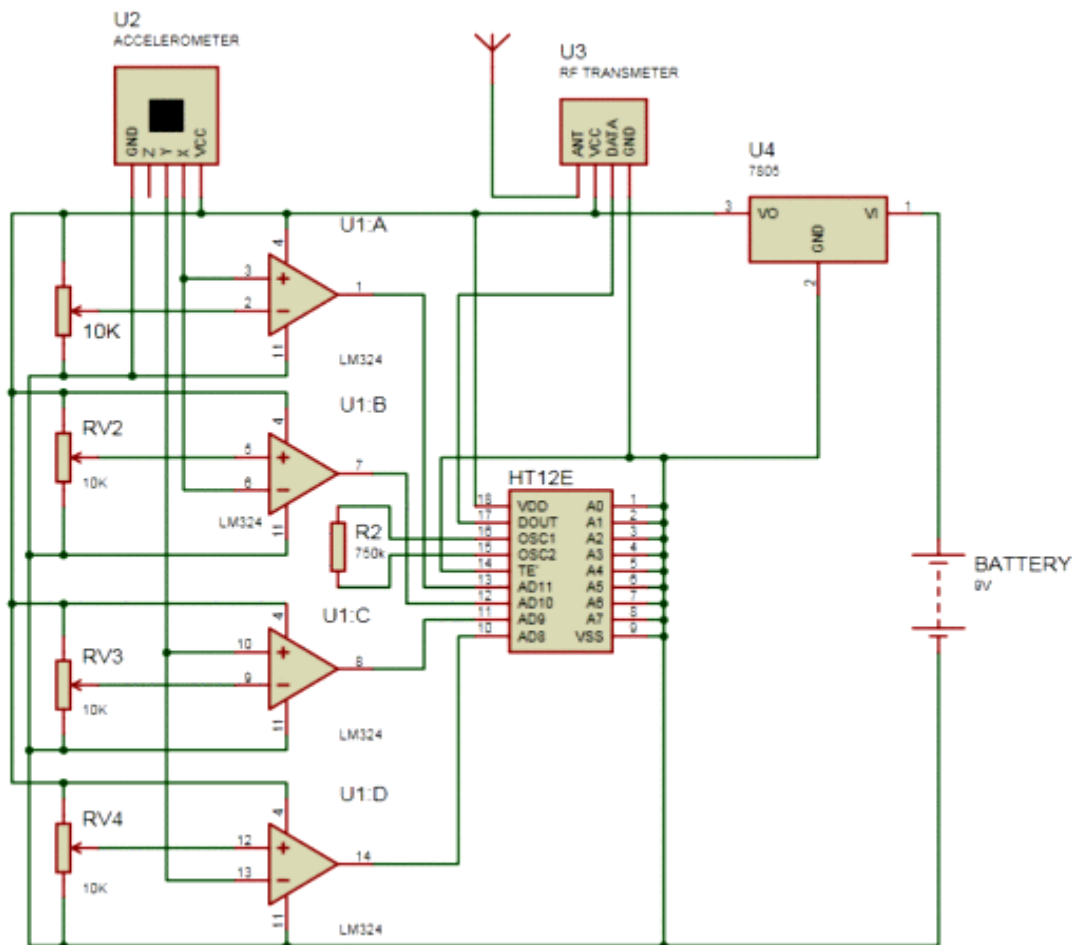 U2
ACCELEROMETER
GND
Z
Y
X
VCC
U3
RF TRANSMETER
ANT
VCC
DATA
GND
U4
7805
3
VO
VI
1
GND
2
U1:A
4
3
2
1
11
LM324
10K
U1:B
4
5
6
7
11
LM324
RV2
10K
R2
750k
HT12E
18 VDD A0 1
17 DOUT A1 2
16 OSC1 A2 3
15 OSC2 A3 4
14 TE' A4 5
13 AD11 A5 6
12 AD10 A6 7
11 AD9 A7 8
10 AD8 VSS 9
BATTERY
9V
U1:C
4
10
9
8
11
LM324
RV3
10K
U1:D
4
12
13
14
11
LM324
RV4
10K